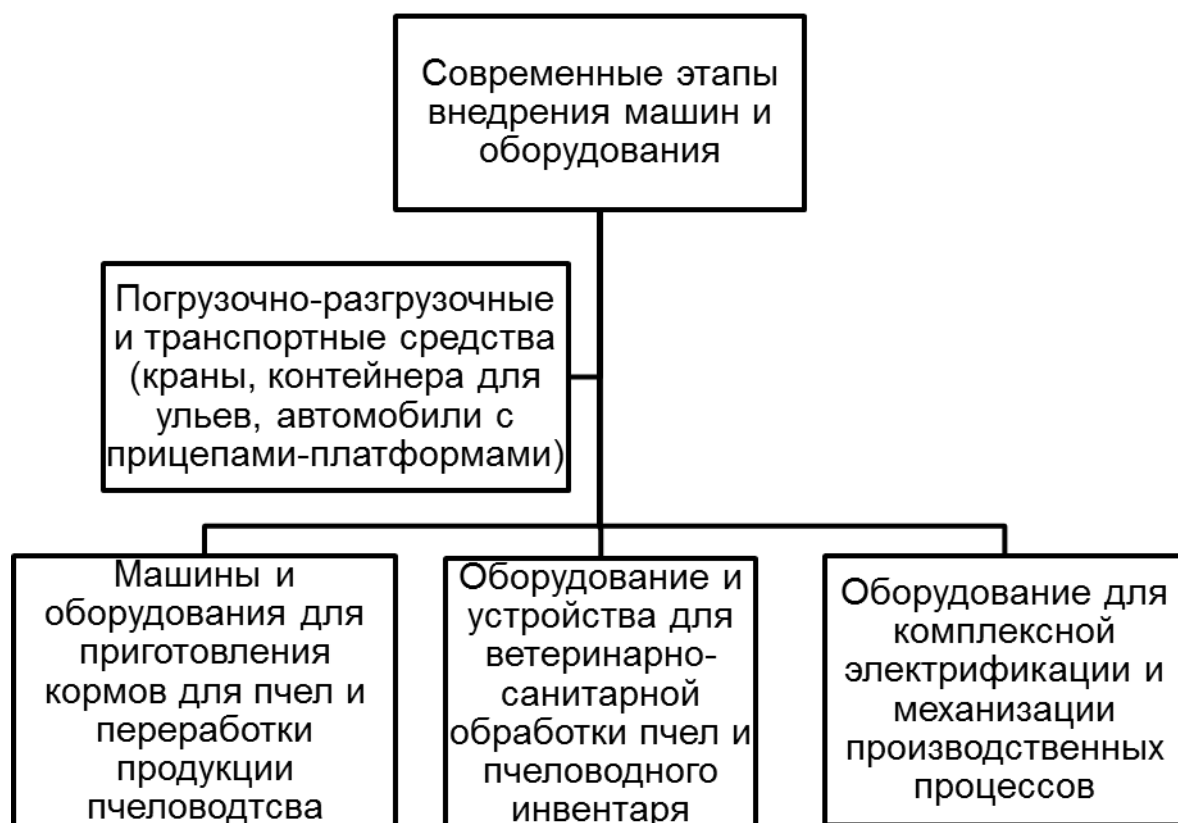 Современные этапы
внедрения машин и
оборудования
Погрузочно-разгрузочные
и транспортные средства
(краны, контейнера для
ульев, автомобили с
прицепами-платформами)
Машины и
оборудования для
приготовления
кормов для пчел и
переработки
продукции
пчеловодтсва
Оборудование и
устройства для
ветеринарно-
санитарной
обработки пчел и
пчеловодного
инвентаря
Оборудование для
комплексной
электрификации и
механизации
производственных
процессов